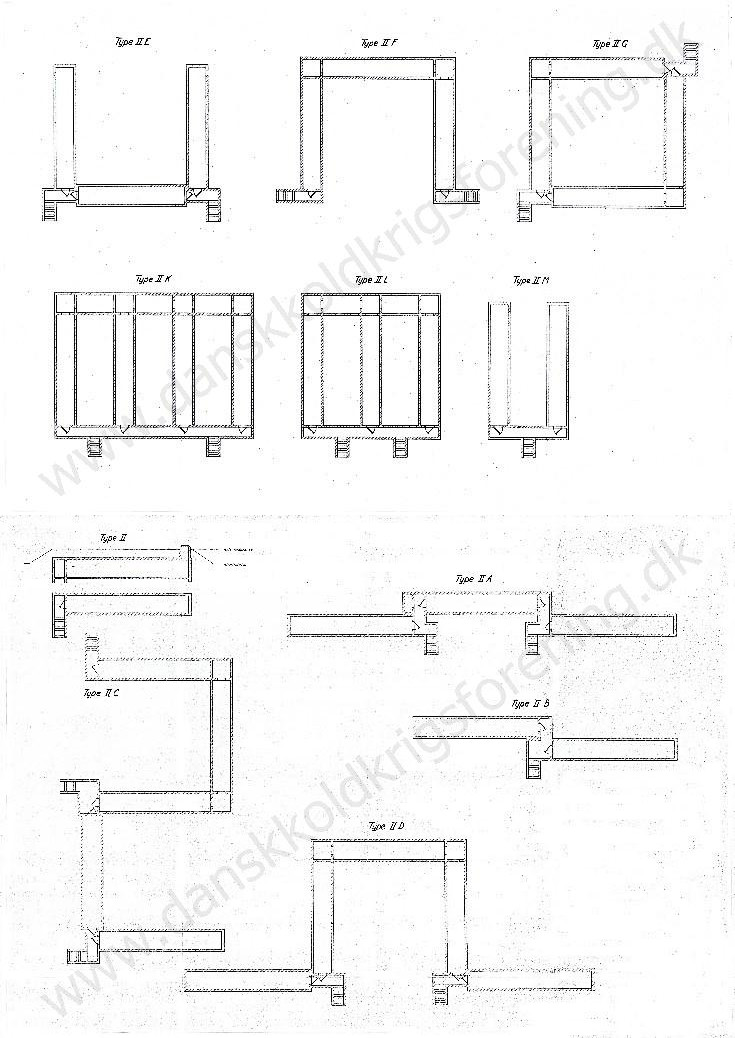 Type II E
Type II F
Type II G
Type II K
Type II L
Type II M
www.danskkoldkrigsforening.dk
Type II
Type II A
Type II C
Type II B
Type II D
www.danskkoldkrigsforening.dk